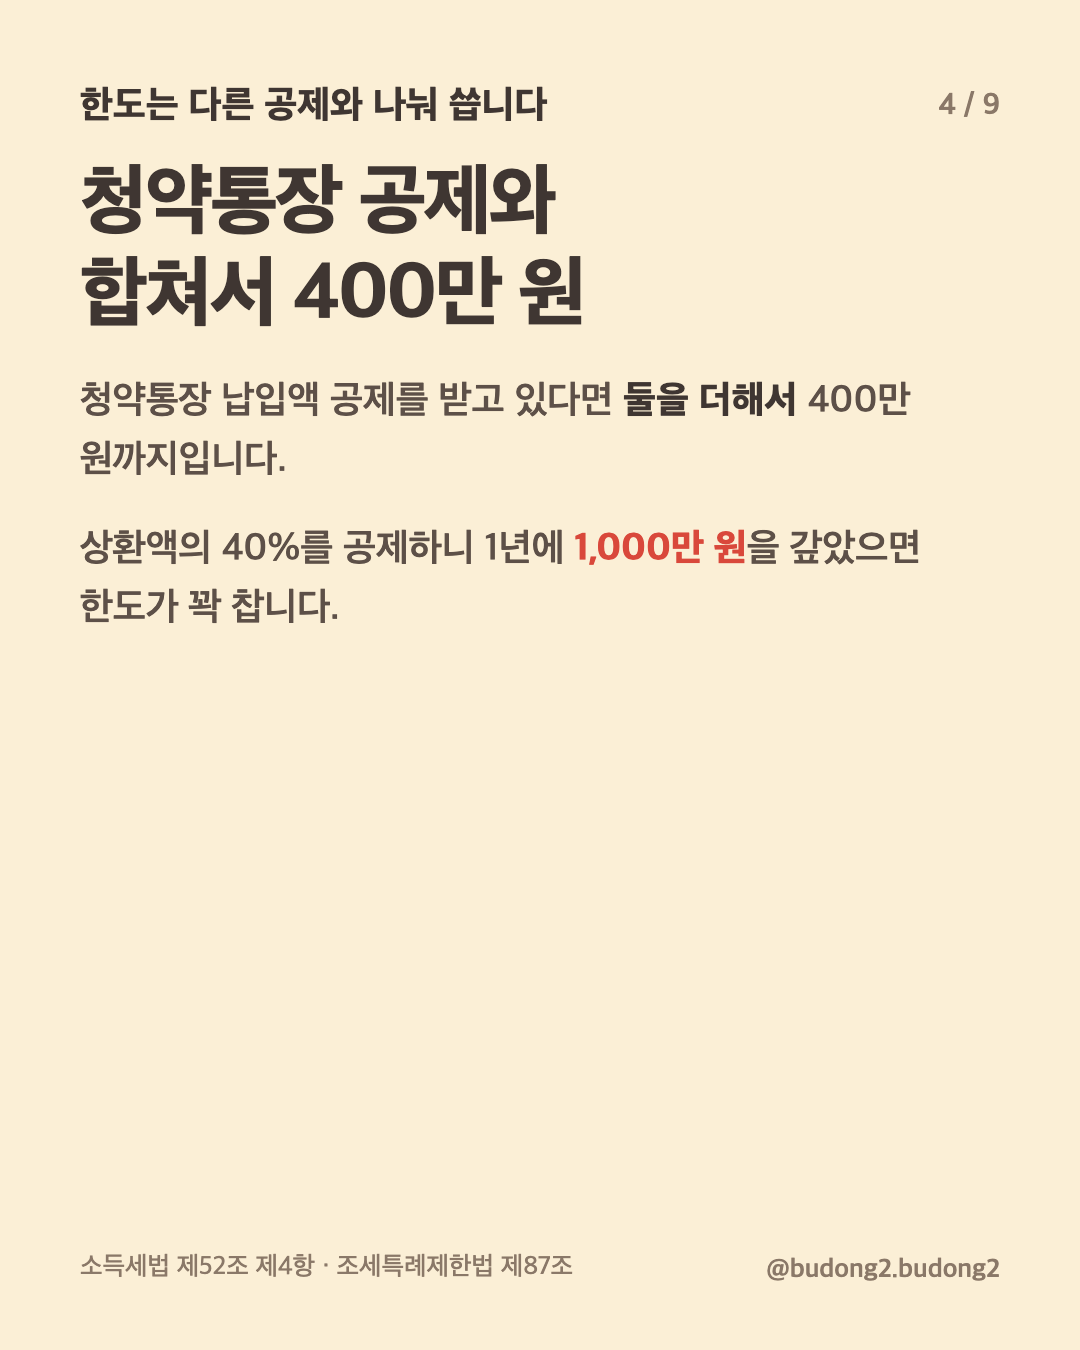 한도는 다른 공제와 나눠 씁니다
4 / 9
청약통장 공제와
합쳐서 400만 원
청약통장 납입액 공제를 받고 있다면 둘을 더해서 400만
원까지입니다.
상환액의 40%를 공제하니 1년에 1,000만 원을 갚았으면
한도가 꽉 찹니다.
소득세법 제52조 제4항 · 조세특례제한법 제87조
@budong2.budong2